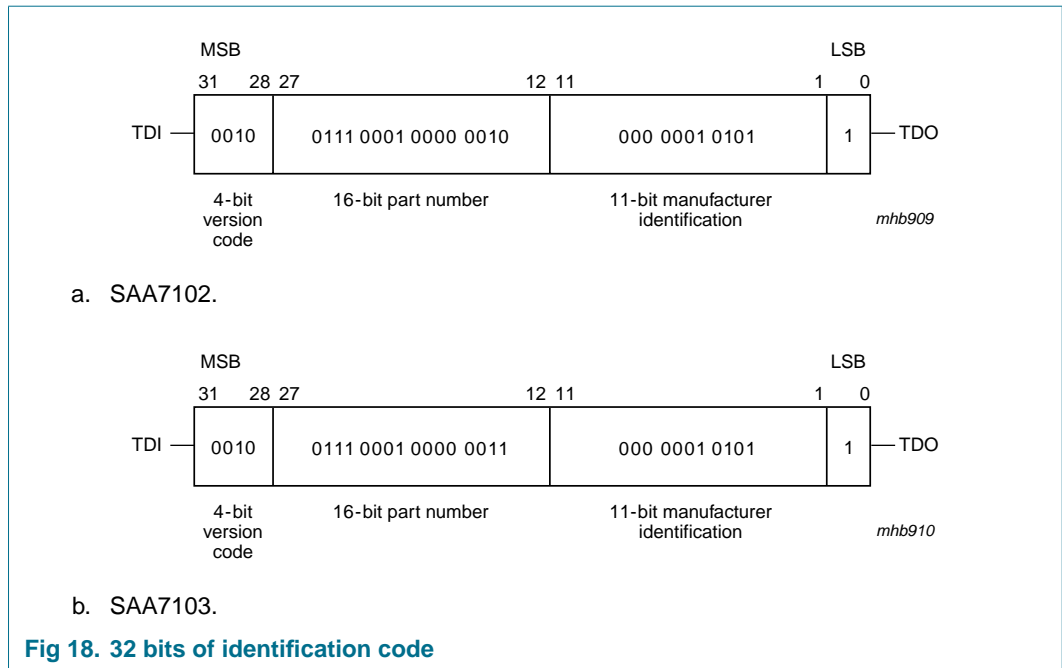 MSB LSB
31 28 27 12 11 1 0
TDI 0010 0111 0001 0000 0010 000 0001 0101 1 TDO
4-bit 16-bit part number 11-bit manufacturer
version identification mhb909
code
a. SAA7102.
MSB LSB
31 28 27 12 11 1 0
TDI 0010 0111 0001 0000 0011 000 0001 0101 1 TDO
4-bit 16-bit part number 11-bit manufacturer
version identification mhb910
code
b. SAA7103.
Fig 18. 32 bits of identification code